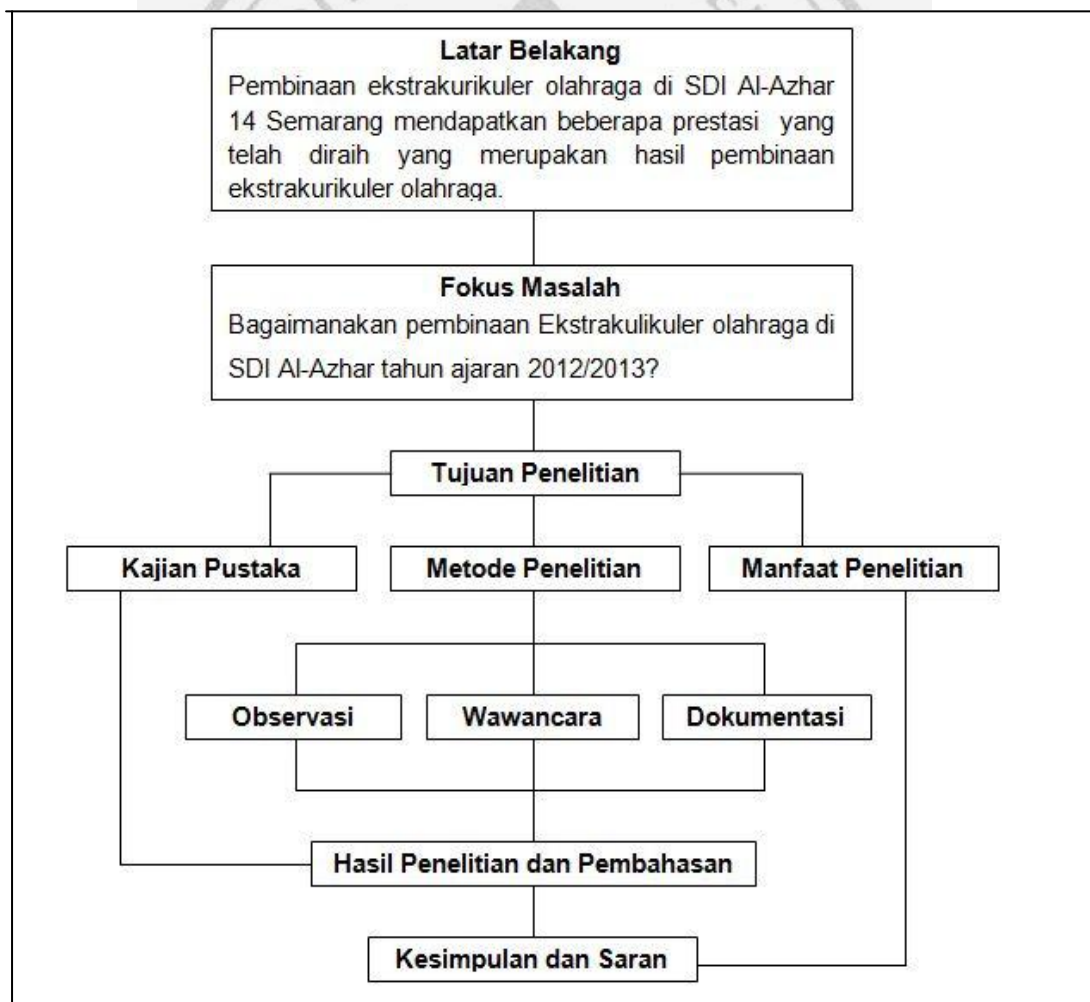 Latar Belakang
Pembinaan ekstrakurikuler olahraga di SDI Al-Azhar
14 Semarang mendapatkan beberapa prestasi yang
telah diraih yang merupakan hasil pembinaan
ekstrakurikuler olahraga.
Fokus Masalah
Bagaimanakan pembinaan Ekstrakulikuler olahraga di
SDI Al-Azhar tahun ajaran 2012/2013?
Tujuan Penelitian
Kajian Pustaka
Metode Penelitian
Manfaat Penelitian
Observasi
Wawancara
Dokumentasi
Hasil Penelitian dan Pembahasan
Kesimpulan dan Saran